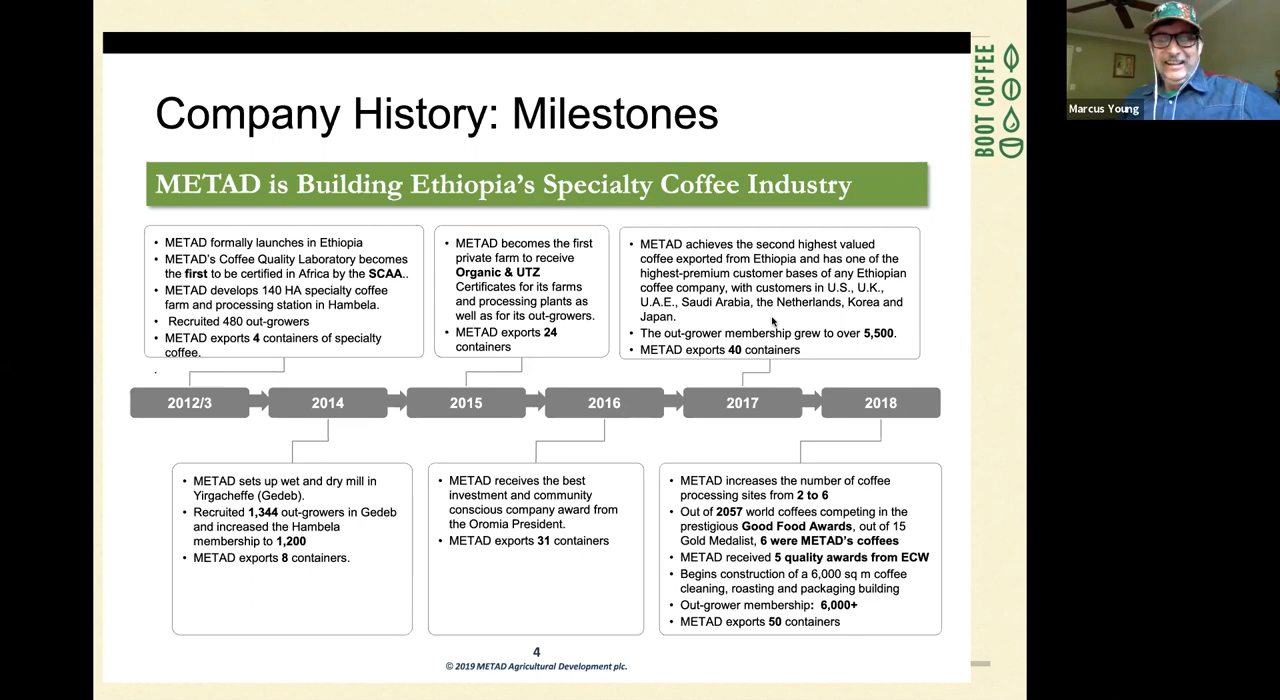 Company History: Milestones
METAD is Building Ethiopia's Specialty Coffee Industry
• METAD formally launches in Ethiopia
• METAD's Coffee Quality Laboratory becomes
the first to be certified in Africa by the SCAA..
• METAD develops 140 HA specialty coffee
farm and processing station in Hambela.
• Recruited 480 out-growers
• METAD exports 4 containers of specialty
coffee.
.
• METAD becomes the first
private farm to receive
Organic & UTZ
Certificates for its farms
and processing plants as
well as for its out-growers.
• METAD exports 24
containers
• METAD achieves the second highest valued
coffee exported from Ethiopia and has one of the
highest-premium customer bases of any Ethiopian
coffee company, with customers in U.S., U.K.,
U.A.E., Saudi Arabia, the Netherlands, Korea and
Japan.
• The out-grower membership grew to over 5,500.
• METAD exports 40 containers
2012/3
2014
2015
2016
2017
2018
• METAD sets up wet and dry mill in
Yirgacheffe (Gedeb).
• Recruited 1,344 out-growers in Gedeb
and increased the Hambela
membership to 1,200
• METAD exports 8 containers.
• METAD receives the best
investment and community
conscious company award from
the Oromia President.
• METAD exports 31 containers
• METAD increases the number of coffee
processing sites from 2 to 6
• Out of 2057 world coffees competing in the
prestigious Good Food Awards, out of 15
Gold Medalist, 6 were METAD's coffees
• METAD received 5 quality awards from ECW
• Begins construction of a 6,000 sq m coffee
cleaning, roasting and packaging building
• Out-grower membership: 6,000+
• METAD exports 50 containers
4
© 2019 METAD Agricultural Development plc.
BOOT COFFEE
Marcus Young